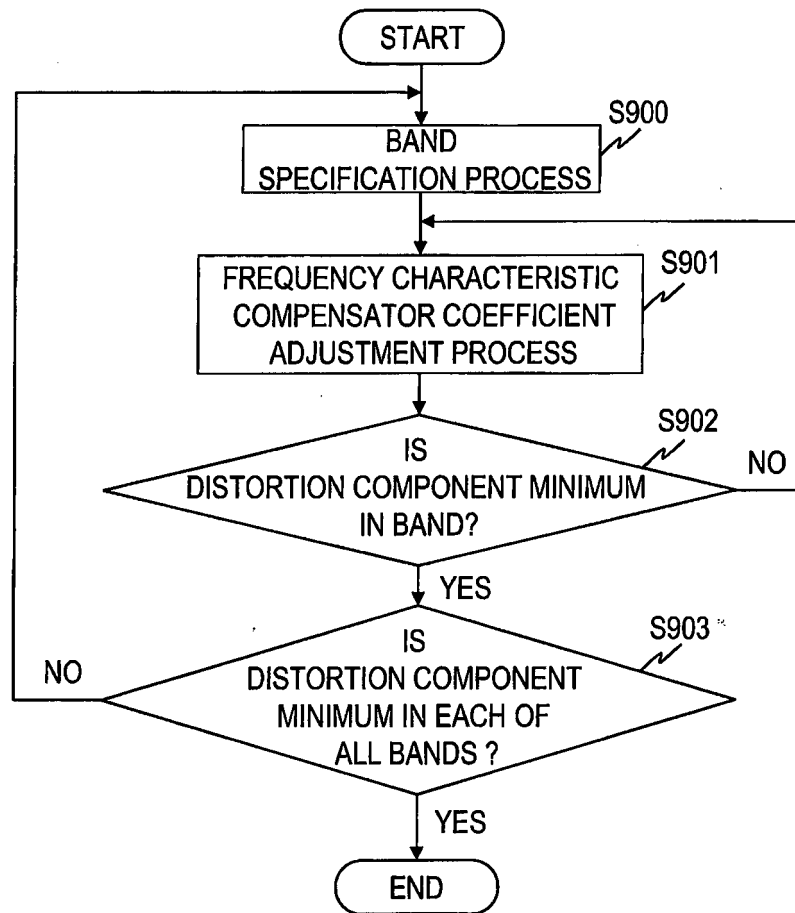 START
S900
BAND
SPECIFICATION PROCESS
S901
FREQUENCY CHARACTERISTIC
COMPENSATOR COEFFICIENT
ADJUSTMENT PROCESS
S902
IS
DISTORTION COMPONENT MINIMUM
IN BAND?
NO
YES
S903
IS
DISTORTION COMPONENT
MINIMUM IN EACH OF
ALL BANDS ?
NO
YES
END